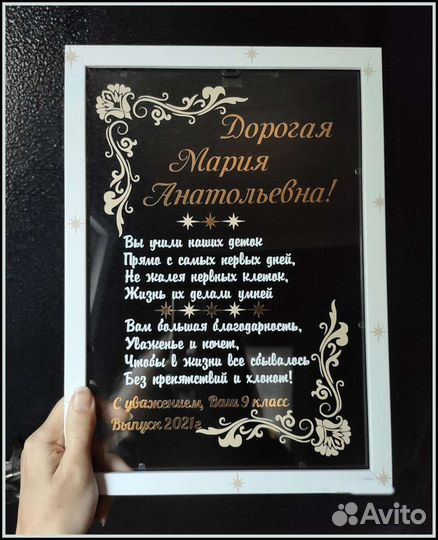 Дорогая
Мария
Анатольевна!
Вы учили наших деток
Прямо с самых первых дней,
Не жалея нервных клеток,
Жизнь их делали умней
Вам большая благодарность,
Уваженье и почет,
Чтобы в жизни все сбывалось
Без препятствий и хлопот!
С уважением, Ваш 9 класс
Выпуск 2021г
Avito